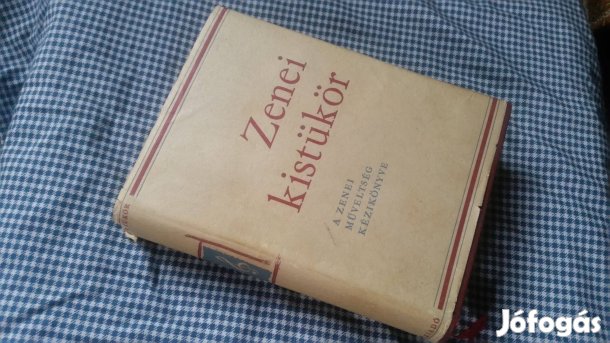 Zenei
kistükör
A ZENEI
MŰVELTSÉG
KÉZIKÖNYVE
Jófogás